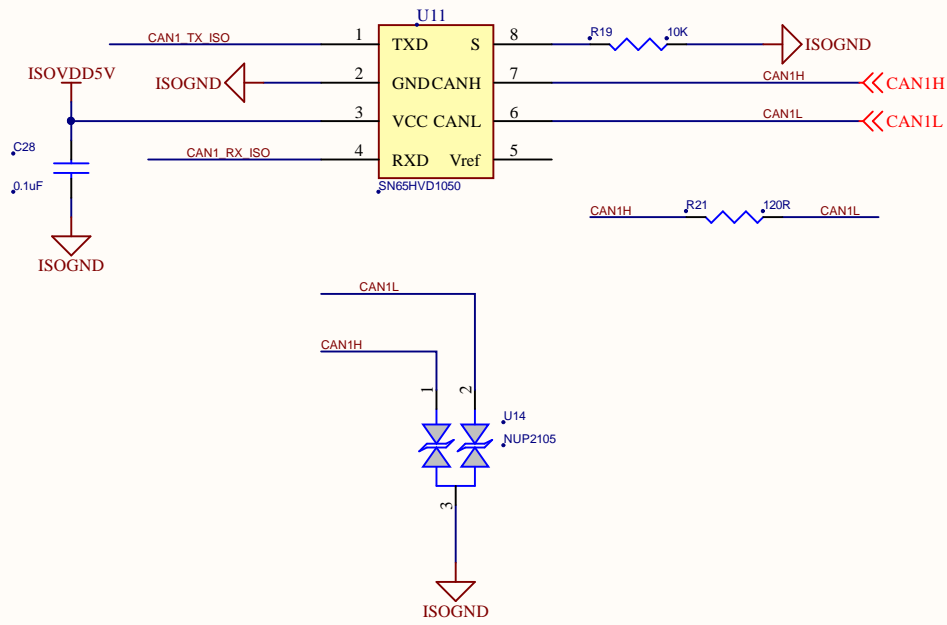 U11
CAN1_TX_ISO 1 TXD S 8 R19 10K ISOGND
ISOGND 2 GND CANH 7 CAN1H CAN1H
ISOVDD5V
3 VCC CANL 6 CAN1L CAN1L
C28
CAN1_RX_ISO 4 RXD Vref 5
0.1uF
SN65HVD1050
CAN1H R21 120R CAN1L
ISOGND
CAN1L
CAN1H
1 2
U14
NUP2105
3
ISOGND